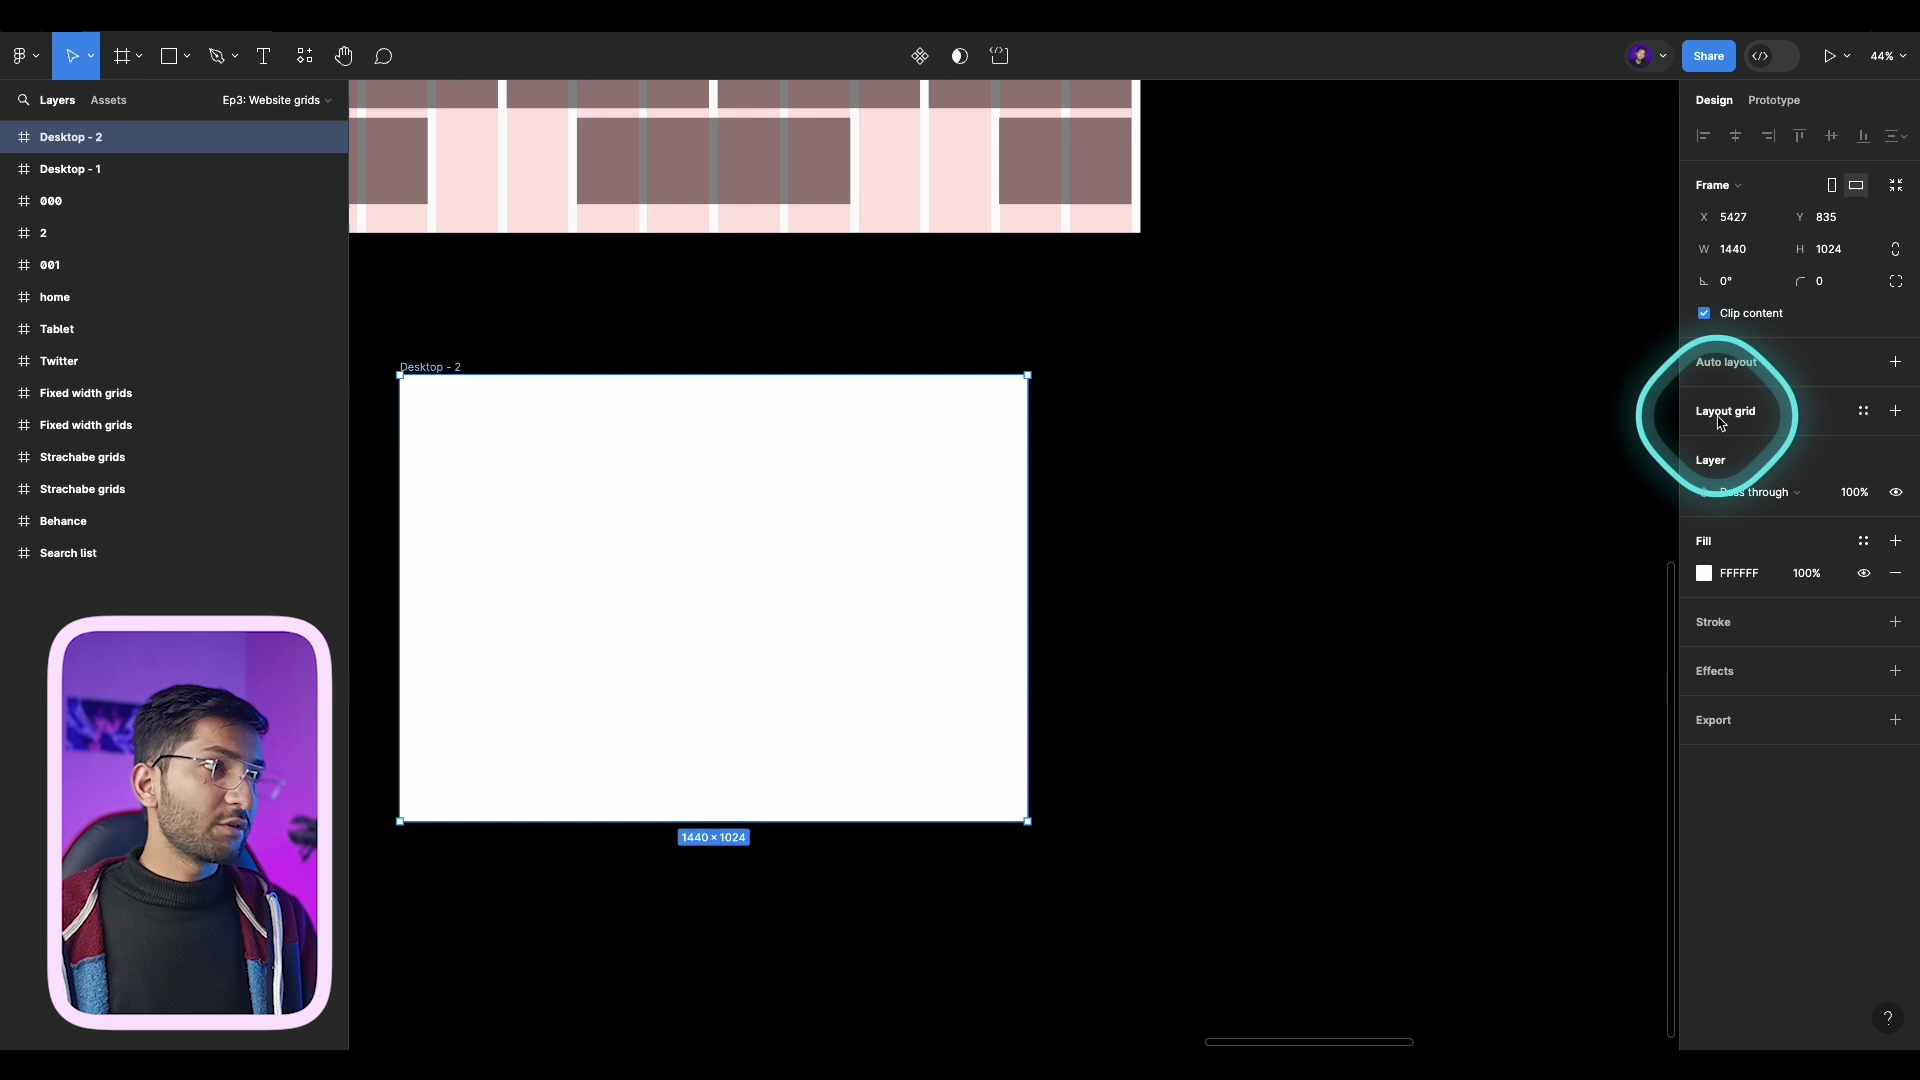 Share
44%
Layers
Assets
Ep3: Website grids
Design
Prototype
Desktop - 2
Desktop - 1
000
2
001
home
Tablet
Twitter
Fixed width grids
Fixed width grids
Strachabe grids
Strachabe grids
Behance
Search list
Desktop - 2
1440 × 1024
Frame
X 5427
Y 835
W 1440
H 1024
0°
0
Clip content
Auto layout
Layout grid
Layer
Pass through
100%
Fill
FFFFFF
100%
Stroke
Effects
Export
?